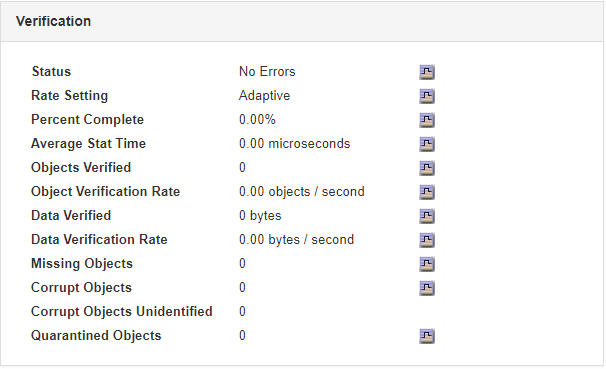 Verification
Status No Errors
Rate Setting Adaptive
Percent Complete 0.00%
Average Stat Time 0.00 microseconds
Objects Verified 0
Object Verification Rate 0.00 objects / second
Data Verified 0 bytes
Data Verification Rate 0.00 bytes / second
Missing Objects 0
Corrupt Objects 0
Corrupt Objects Unidentified 0
Quarantined Objects 0